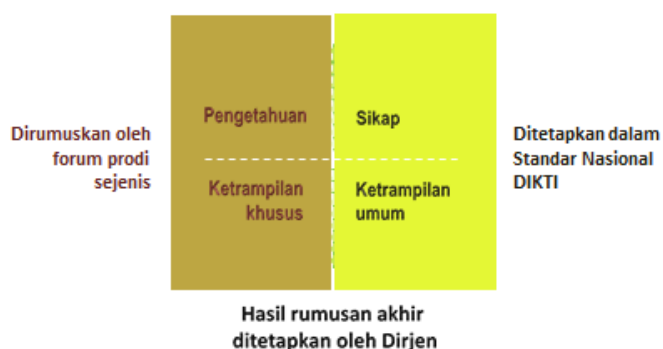 Dirumuskan oleh
forum prodi
sejenis
Pengetahuan
Ketrampilan
khusus
Sikap
Ketrampilan
umum
Ditetapkan dalam
Standar Nasional
DIKTI
Hasil rumusan akhir
ditetapkan oleh Dirjen